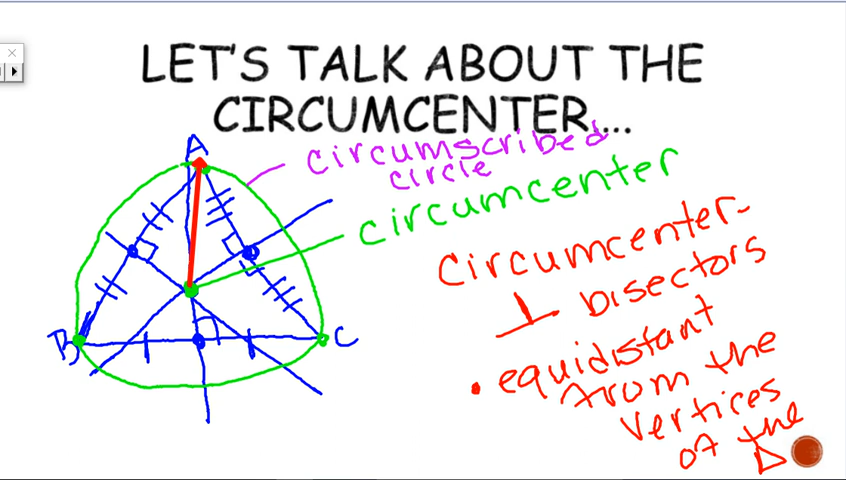 LET'S TALK ABOUT THE
CIRCUMCENTER...
A
circumscribed
circle
circumcenter
B
C
Circumcenter-
⊥ bisectors
• equidistant
from the
vertices
of the
Δ